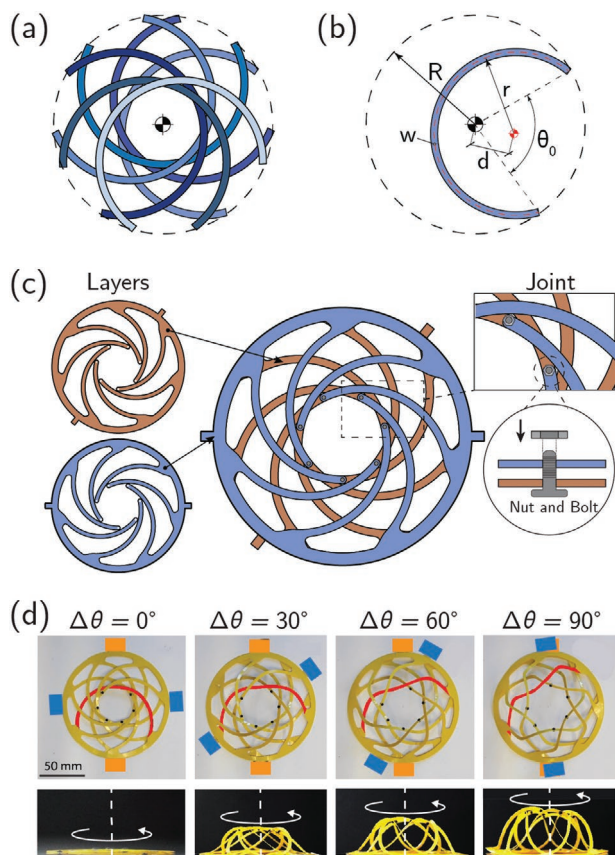 (a)
(b)
R
r
w
d
θ₀
(c)
Layers
Joint
Nut and Bolt
(d)
Δθ = 0°
Δθ = 30°
Δθ = 60°
Δθ = 90°
50 mm